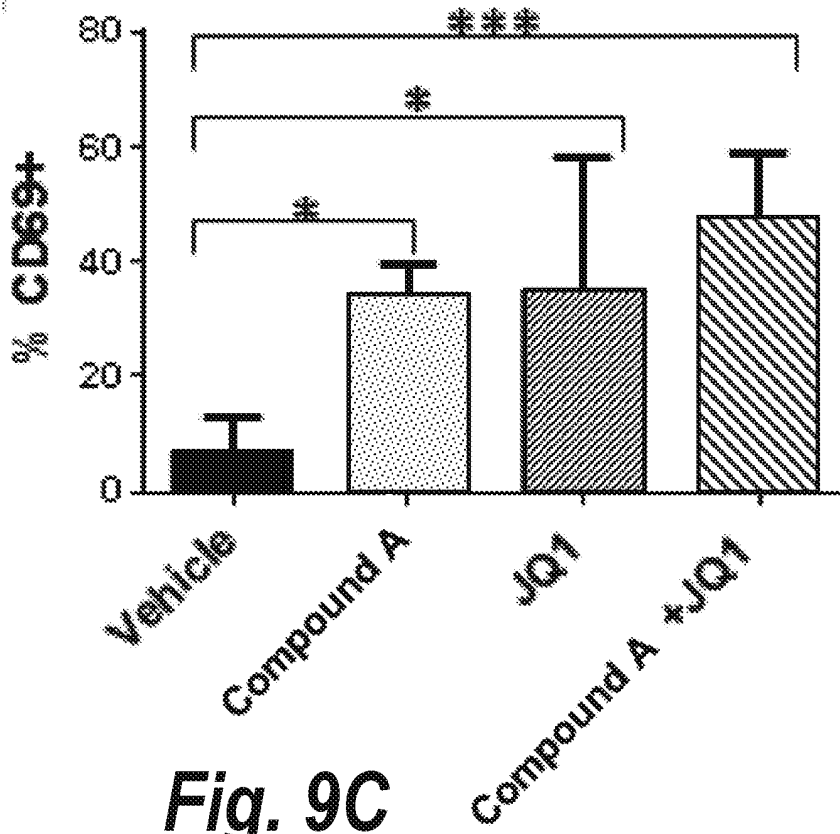 80
60
40
20
0
% CD69+
***
*
*
Vehicle
Compound A
JQ1
Compound A +JQ1
Fig. 9C